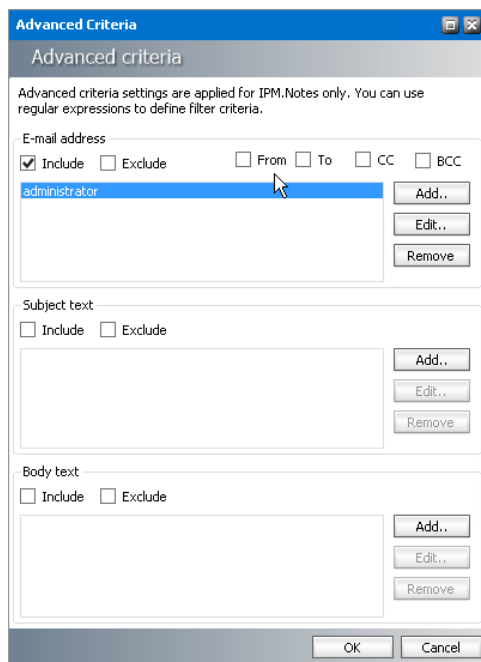 Advanced Criteria
Advanced criteria
Advanced criteria settings are applied for IPM.Notes only. You can use
regular expressions to define filter criteria.
E-mail address
Include Exclude From To CC BCC
administrator
Add..
Edit..
Remove
Subject text
Include Exclude
Add..
Edit..
Remove
Body text
Include Exclude
Add..
Edit..
Remove
OK Cancel